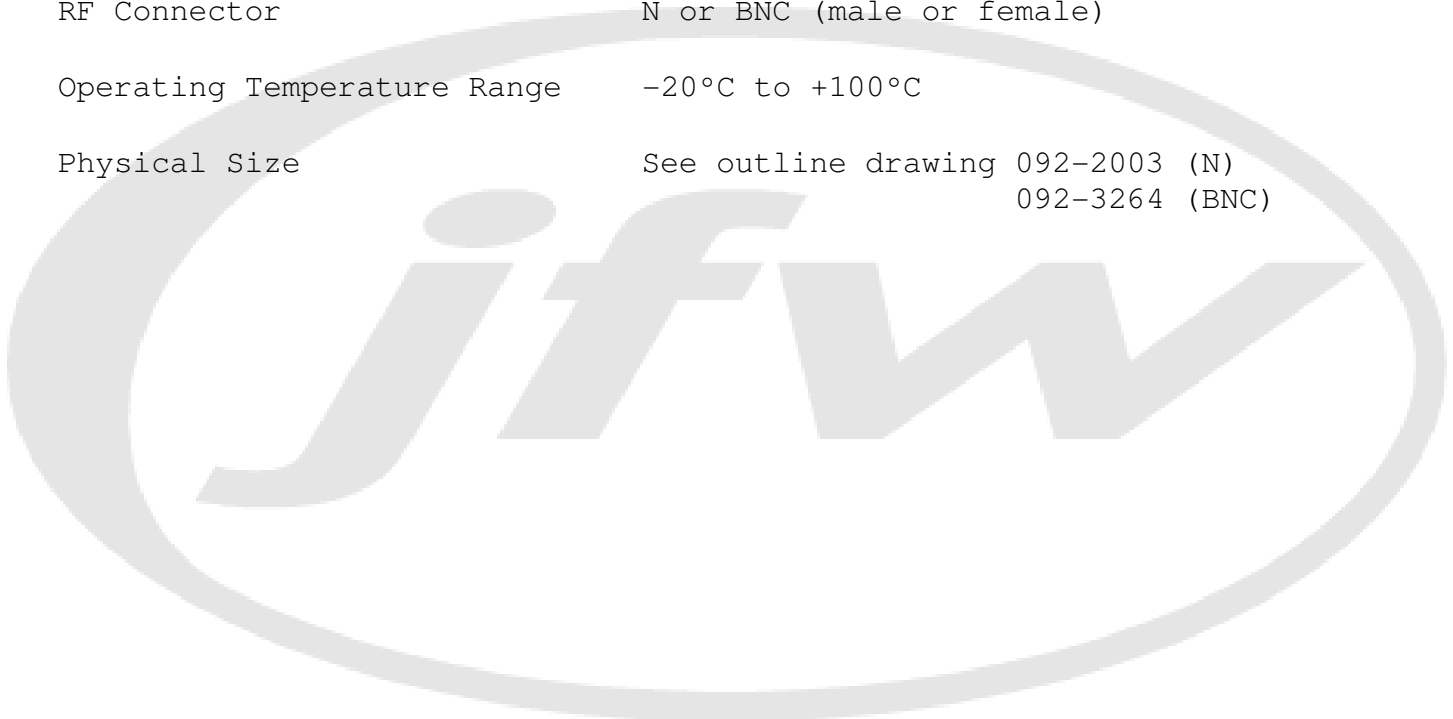 RF Connector N or BNC (male or female)
Operating Temperature Range -20°C to +100°C
Physical Size See outline drawing 092-2003 (N)
092-3264 (BNC)
jfw